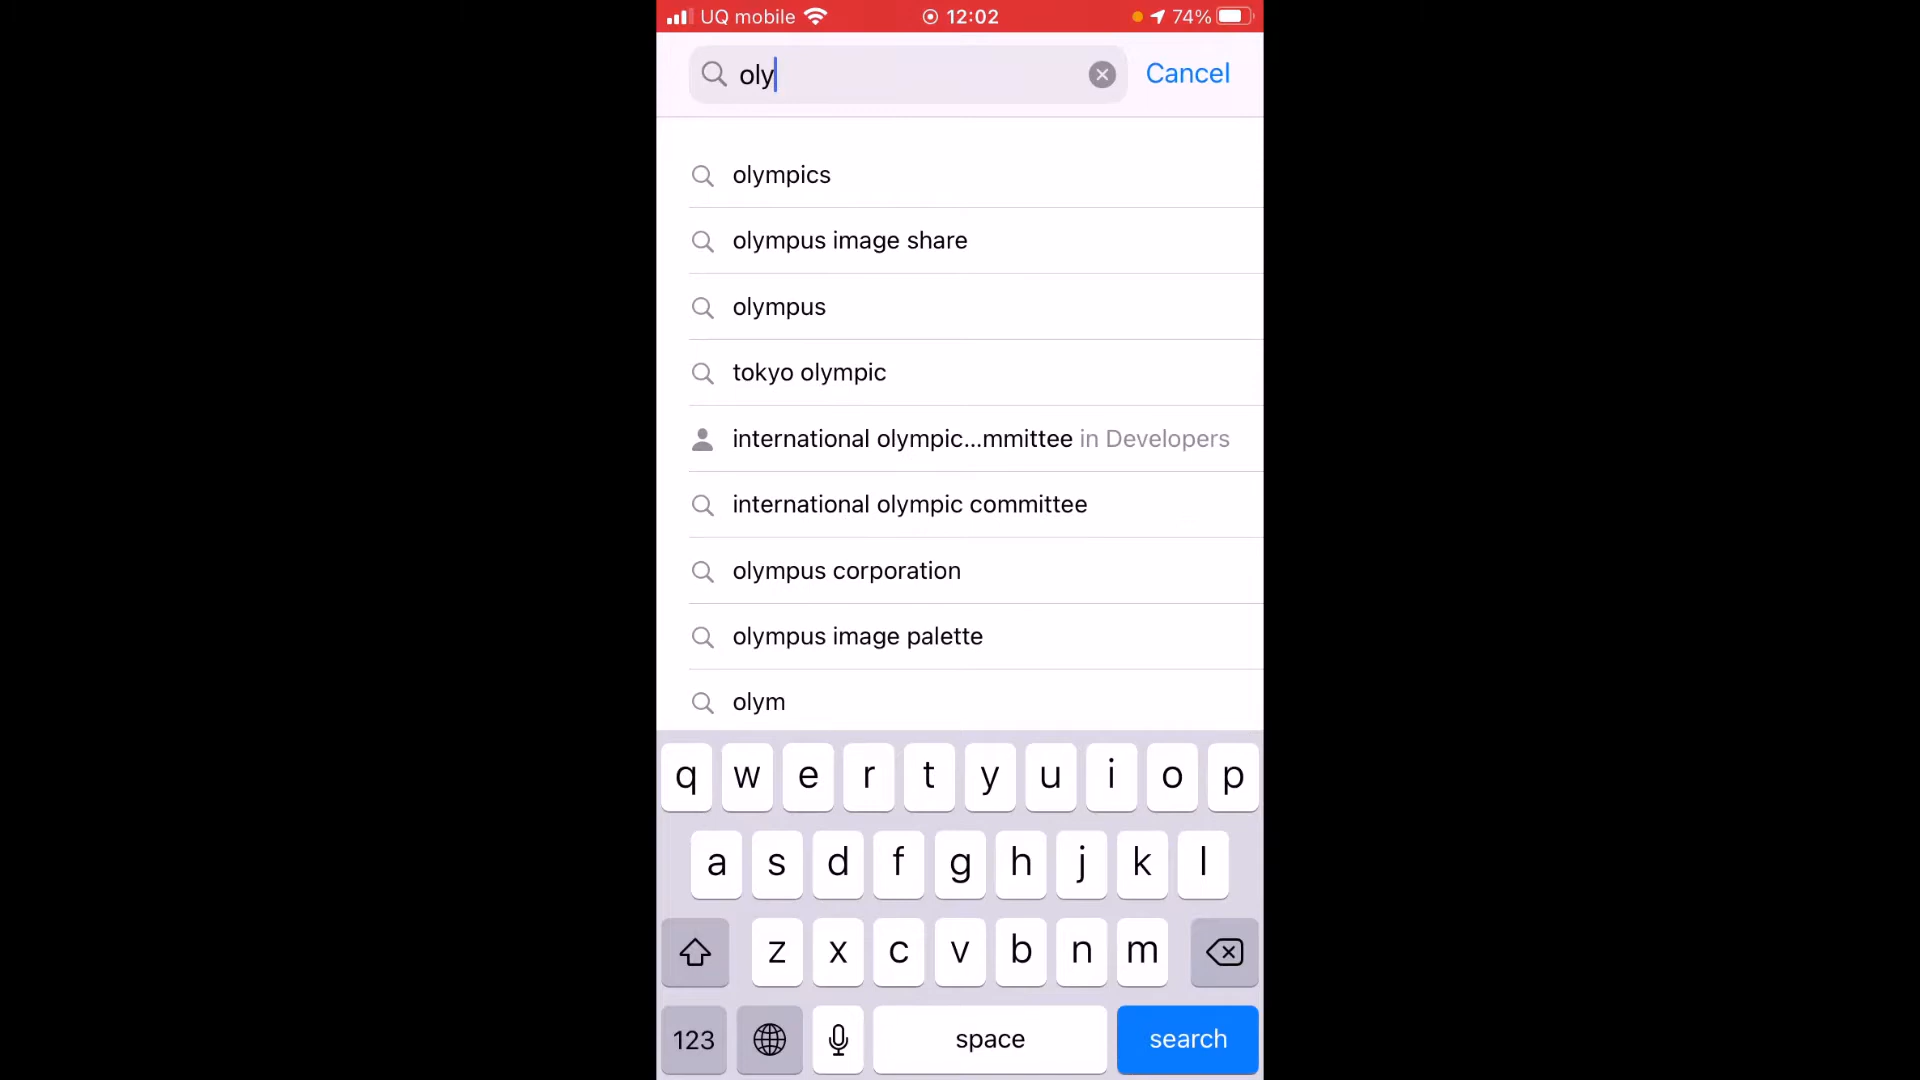 UQ mobile 12:02 74%
oly Cancel
olympics
olympus image share
olympus
tokyo olympic
international olympic...mmittee in Developers
international olympic committee
olympus corporation
olympus image palette
olym
q w e r t y u i o p
a s d f g h j k l
z x c v b n m
123 space search